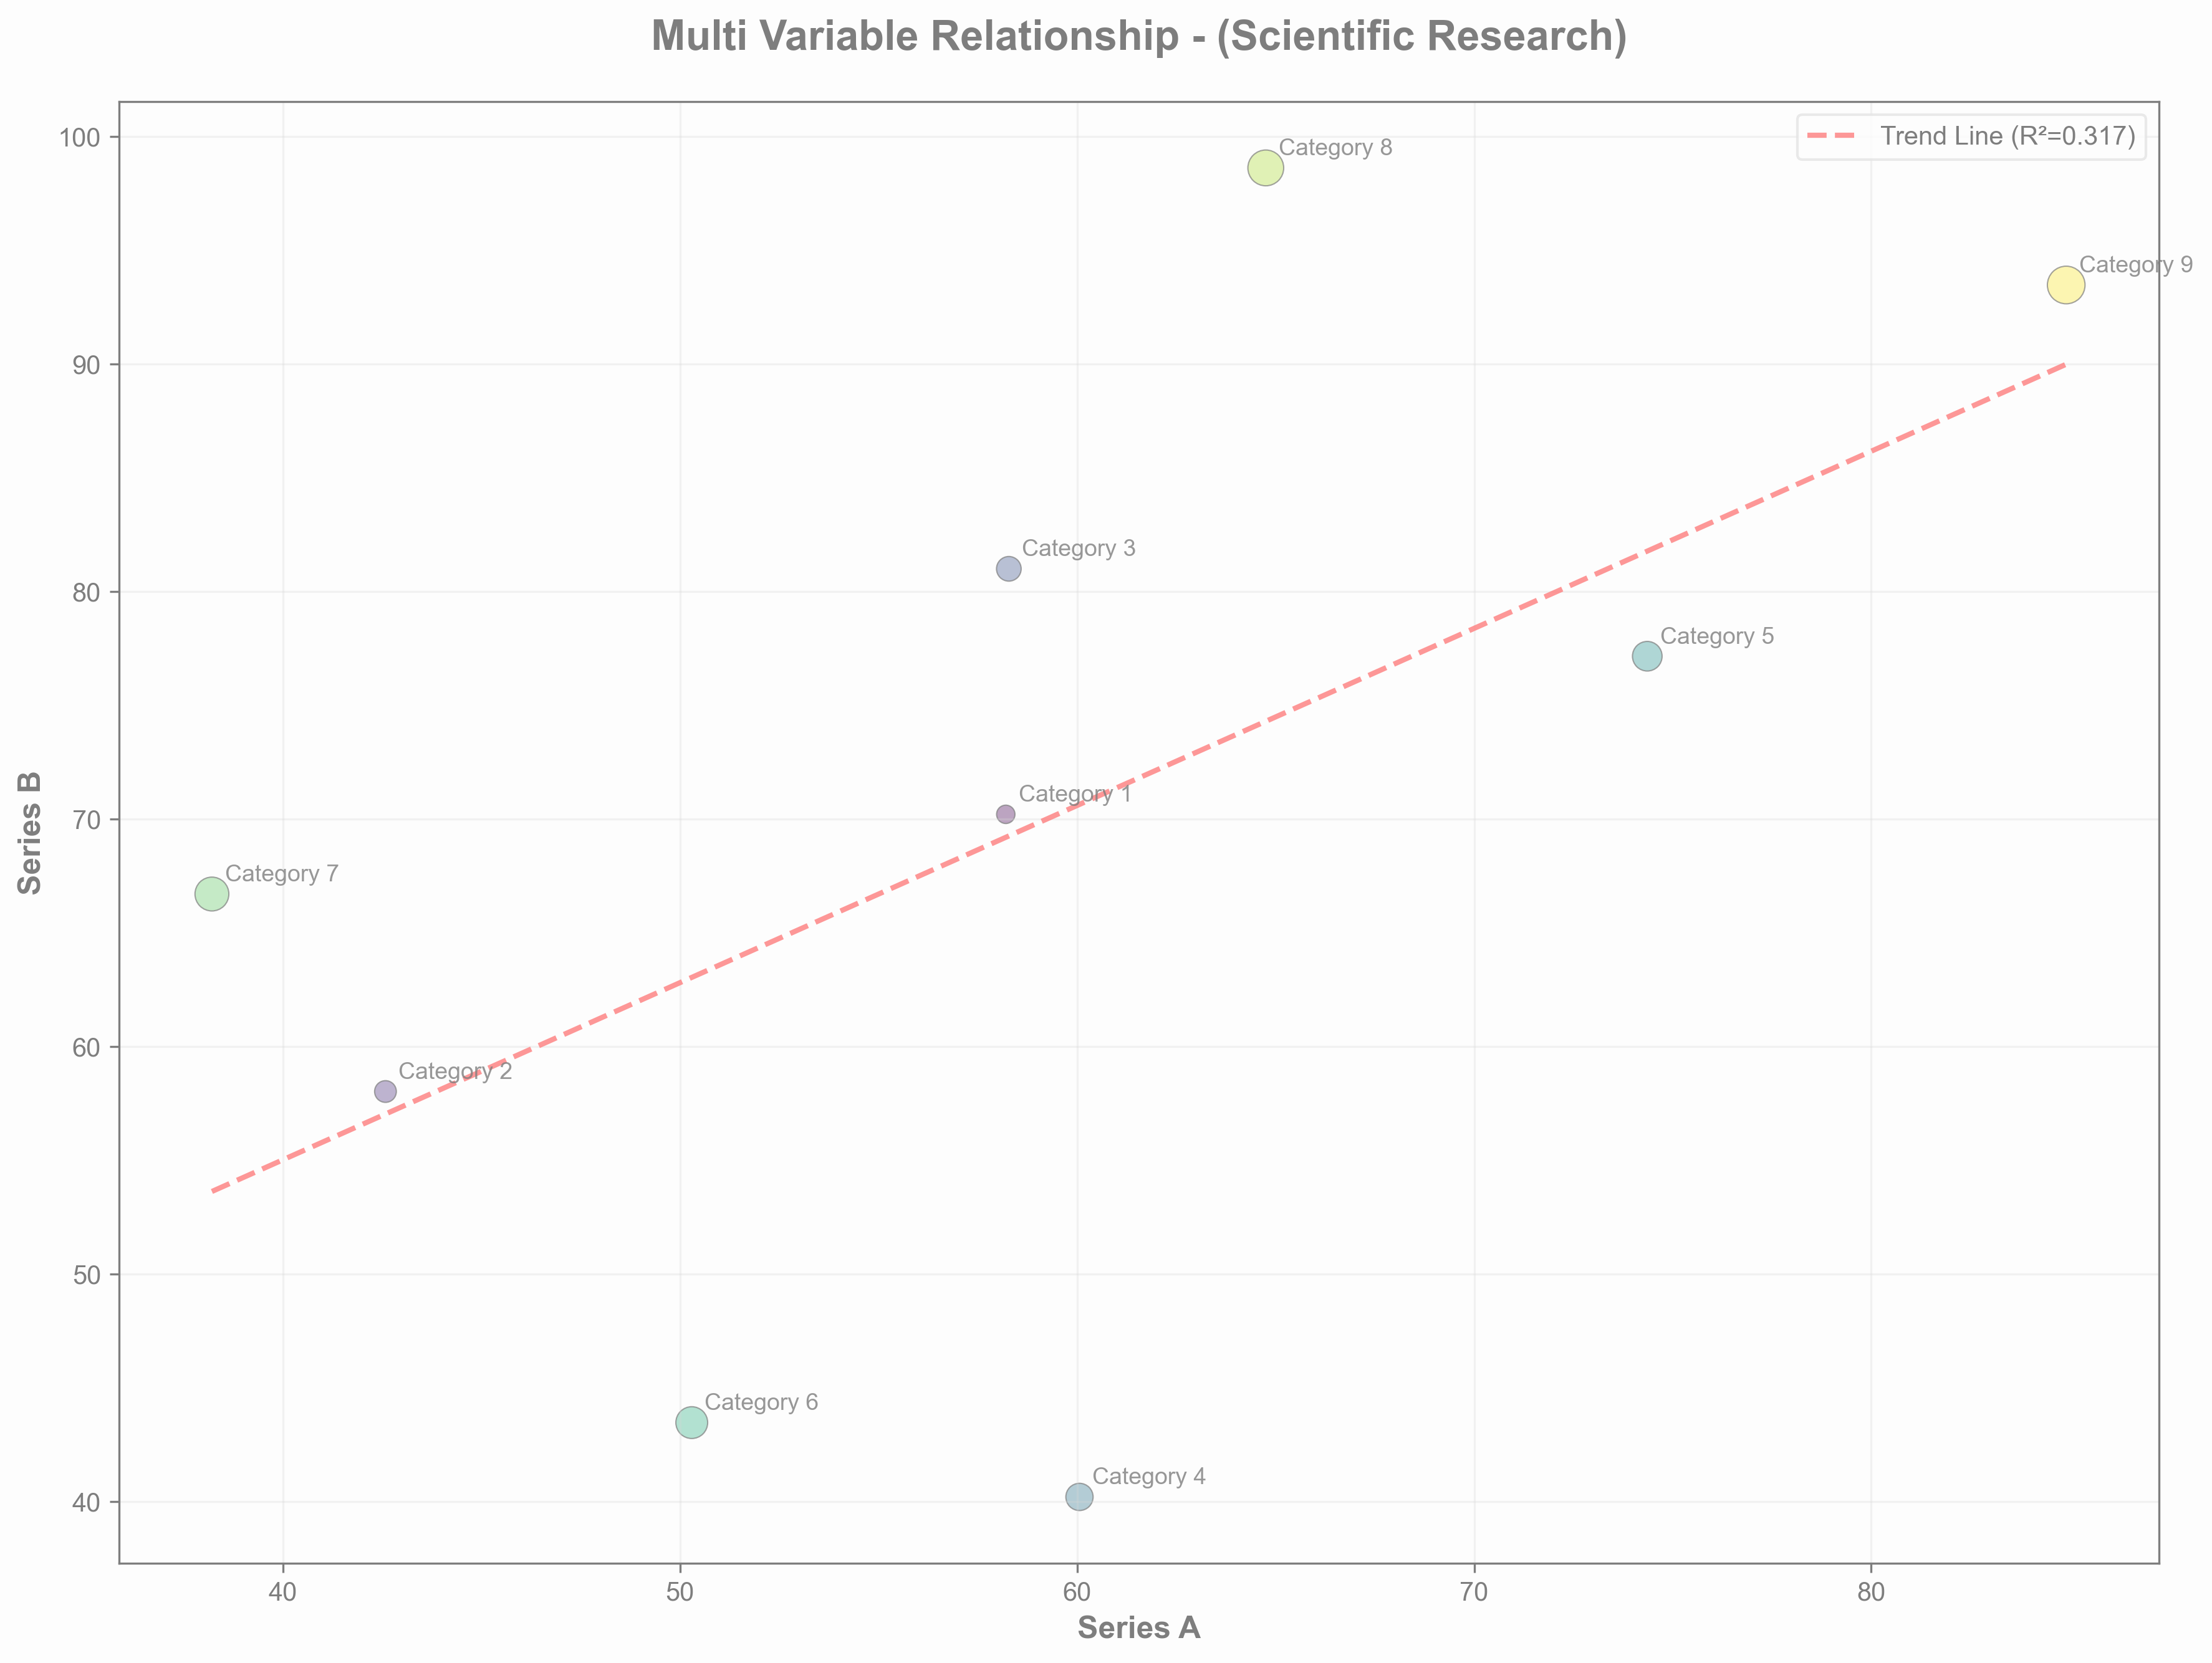 Multi Variable Relationship - (Scientific Research)
Trend Line (R²=0.317)
Category 8
Category 9
Category 3
Category 5
Category 1
Category 7
Category 2
Category 6
Category 4
100
90
80
70
60
50
40
Series B
40
50
60
70
80
Series A